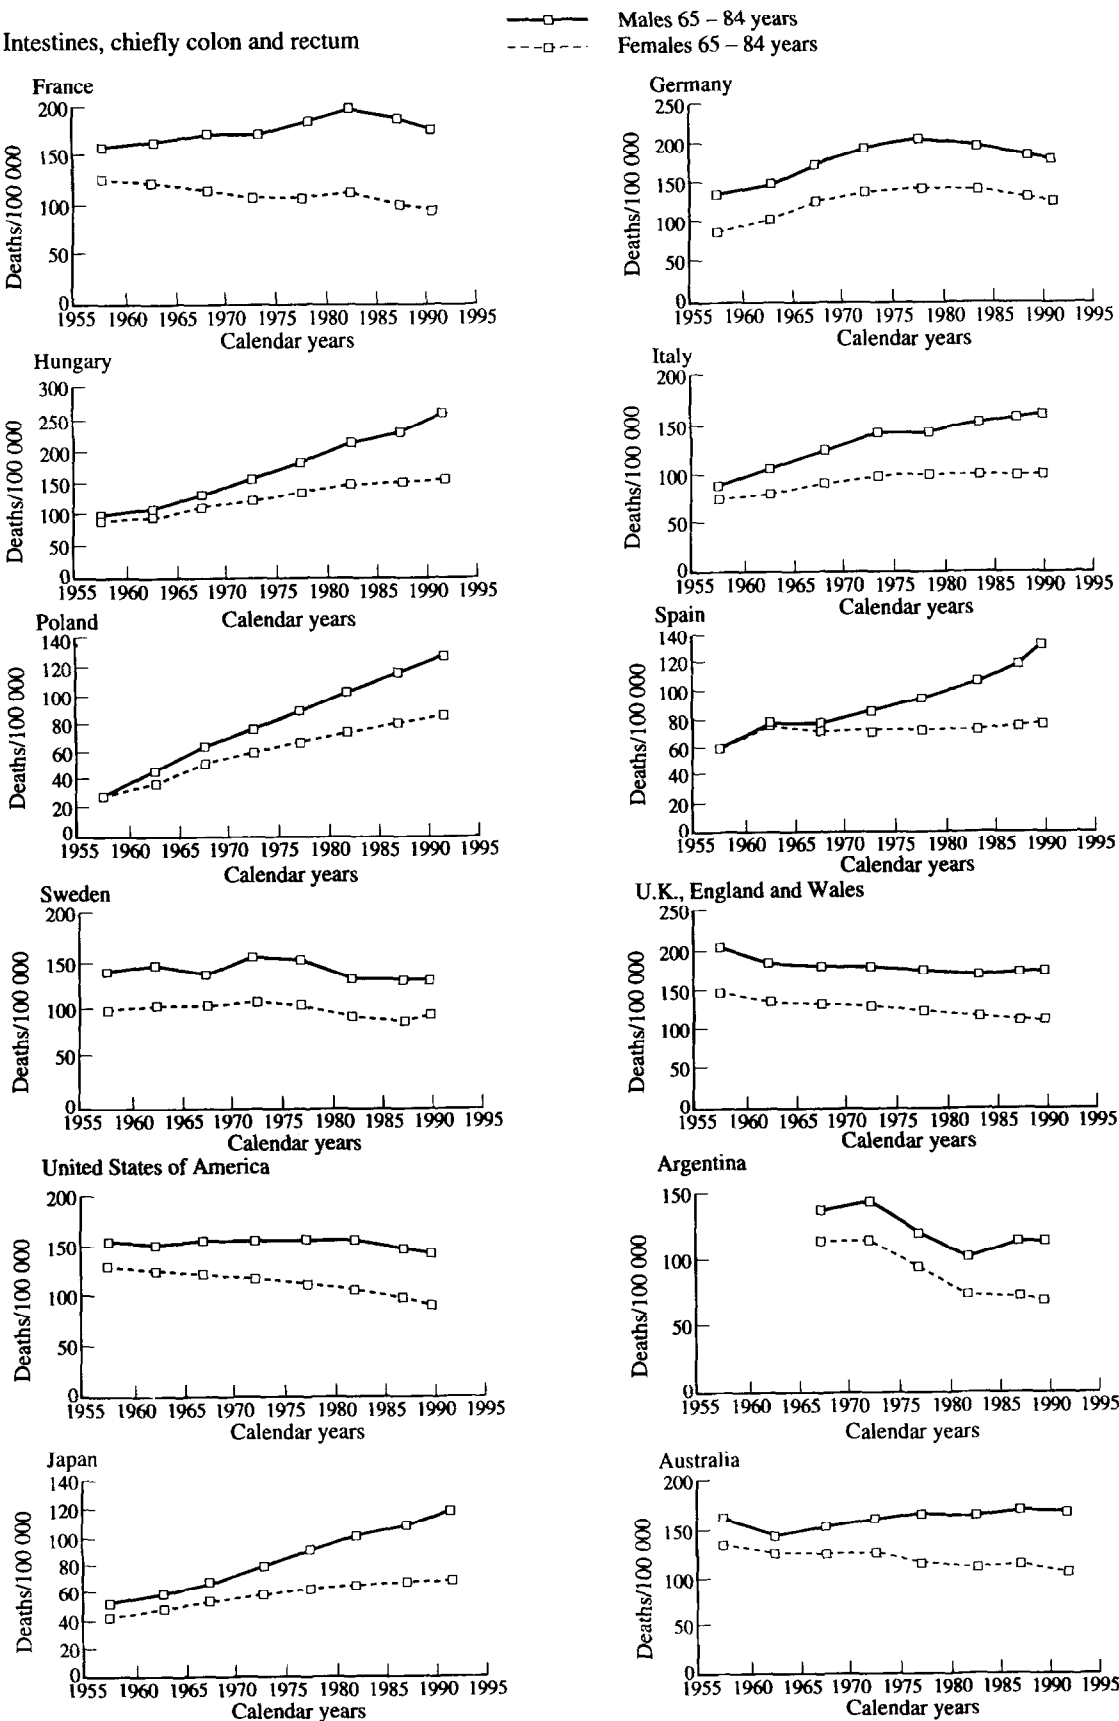 Intestines, chiefly colon and rectum
Males 65 – 84 years
Females 65 – 84 years
France
Deaths/100 000
200
150
100
50
0
1955 1960 1965 1970 1975 1980 1985 1990 1995
Calendar years
Germany
Deaths/100 000
250
200
150
100
50
0
1955 1960 1965 1970 1975 1980 1985 1990 1995
Calendar years
Hungary
Deaths/100 000
300
250
200
150
100
50
0
1955 1960 1965 1970 1975 1980 1985 1990 1995
Calendar years
Italy
Deaths/100 000
200
150
100
50
0
1955 1960 1965 1970 1975 1980 1985 1990 1995
Calendar years
Poland
Deaths/100 000
140
120
100
80
60
40
20
0
1955 1960 1965 1970 1975 1980 1985 1990 1995
Calendar years
Spain
Deaths/100 000
140
120
100
80
60
40
20
0
1955 1960 1965 1970 1975 1980 1985 1990 1995
Calendar years
Sweden
Deaths/100 000
200
150
100
50
0
1955 1960 1965 1970 1975 1980 1985 1990 1995
Calendar years
U.K., England and Wales
Deaths/100 000
250
200
150
100
50
0
1955 1960 1965 1970 1975 1980 1985 1990 1995
Calendar years
United States of America
Deaths/100 000
200
150
100
50
0
1955 1960 1965 1970 1975 1980 1985 1990 1995
Calendar years
Argentina
Deaths/100 000
150
100
50
0
1955 1960 1965 1970 1975 1980 1985 1990 1995
Calendar years
Japan
Deaths/100 000
140
120
100
80
60
40
20
0
1955 1960 1965 1970 1975 1980 1985 1990 1995
Calendar years
Australia
Deaths/100 000
200
150
100
50
0
1955 1960 1965 1970 1975 1980 1985 1990 1995
Calendar years